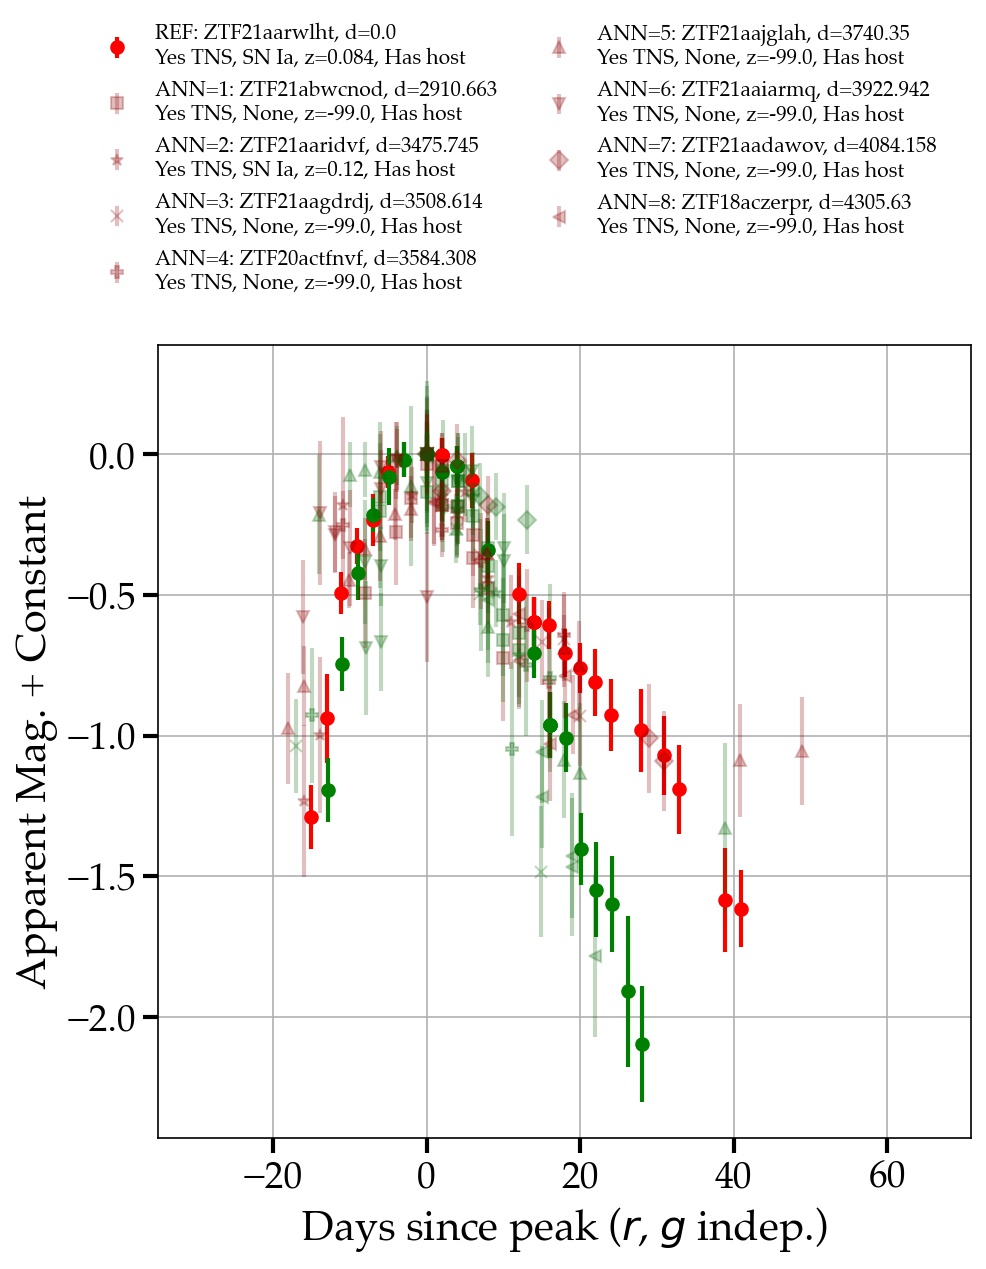 REF: ZTF21aarwlht, d=0.0
Yes TNS, SN Ia, z=0.084, Has host
ANN=1: ZTF21abwcnod, d=2910.663
Yes TNS, None, z=-99.0, Has host
ANN=2: ZTF21aaridvf, d=3475.745
Yes TNS, SN Ia, z=0.12, Has host
ANN=3: ZTF21aagdrdj, d=3508.614
Yes TNS, None, z=-99.0, Has host
ANN=4: ZTF20actfnvf, d=3584.308
Yes TNS, None, z=-99.0, Has host
ANN=5: ZTF21aajglah, d=3740.35
Yes TNS, None, z=-99.0, Has host
ANN=6: ZTF21aaiarmq, d=3922.942
Yes TNS, None, z=-99.0, Has host
ANN=7: ZTF21aadawov, d=4084.158
Yes TNS, None, z=-99.0, Has host
ANN=8: ZTF18aczerpr, d=4305.63
Yes TNS, None, z=-99.0, Has host
Apparent Mag. + Constant
0.0
−0.5
−1.0
−1.5
−2.0
−20
0
20
40
60
Days since peak (r, g indep.)